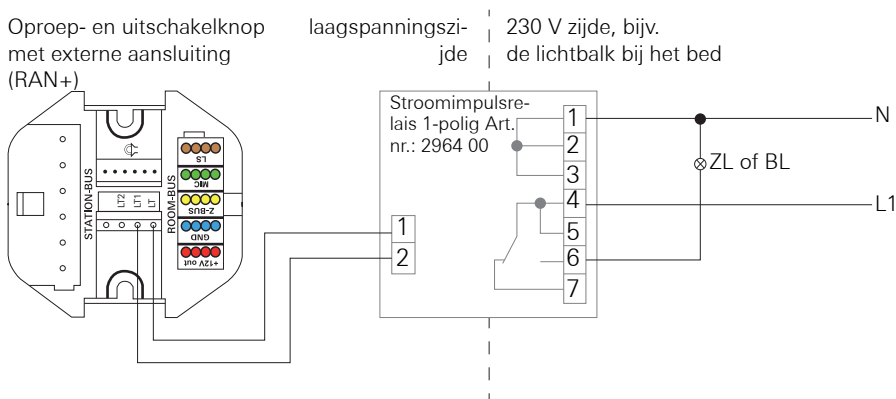 Oproep- en uitschakelknop
met externe aansluiting
(RAN+)
laagspanningszi-
jde
230 V zijde, bijv.
de lichtbalk bij het bed
Stroomimpulsre-
lais 1-polig Art.
nr.: 2964 00
STATION-BUS
LT2
LT1
LT
ROOM-BUS
LS
MIC
Z-BUS
GND
+12V out
1
2
1
2
3
4
5
6
7
N
ZL of BL
L1